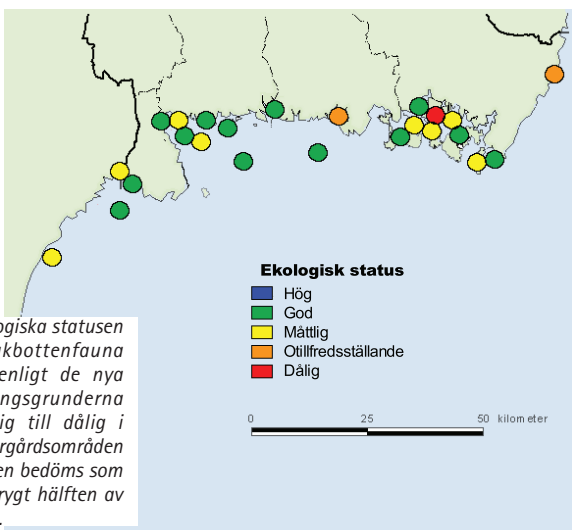 Ekologisk status
Hög
God
Måttlig
Otillfredsställande
Dålig
0 25 50 kilometer
ogiska statusen
akbottenfauna
enligt de nya
ngsgrunderna
ig till dålig i
rgårdsområden
en bedöms som
rygt hälften av